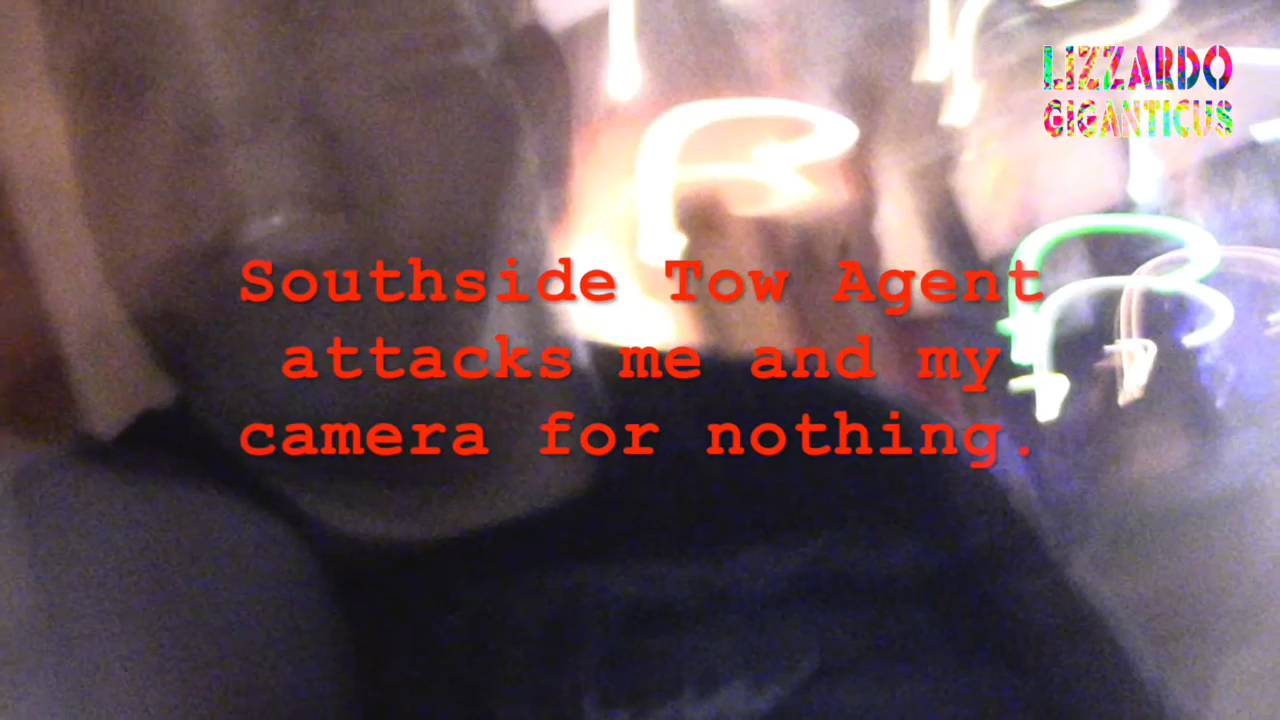 LIZZARDO
GIGANTICUS
Southside Tow Agent
attacks me and my
camera for nothing.